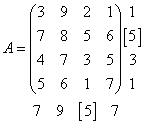 A = (3 9 2 1) 1
(7 8 5 6) [5]
(4 7 3 5) 3
(5 6 1 7) 1
7 9 [5] 7